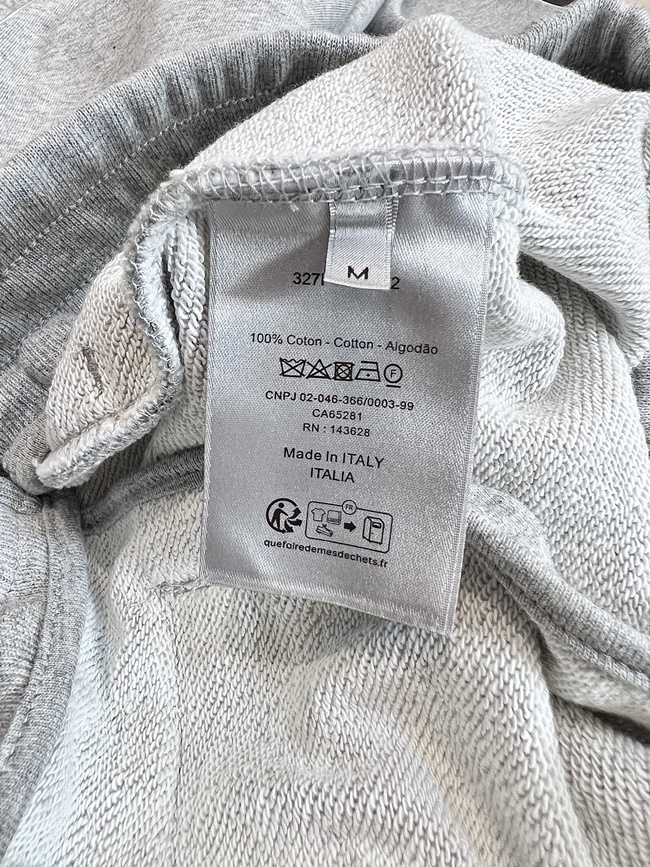 M
327 2
100% Coton - Cotton - Algodão
F
CNPJ 02-046-366/0003-99
CA65281
RN : 143628
Made In ITALY
ITALIA
FR
quefairedemesdechets.fr